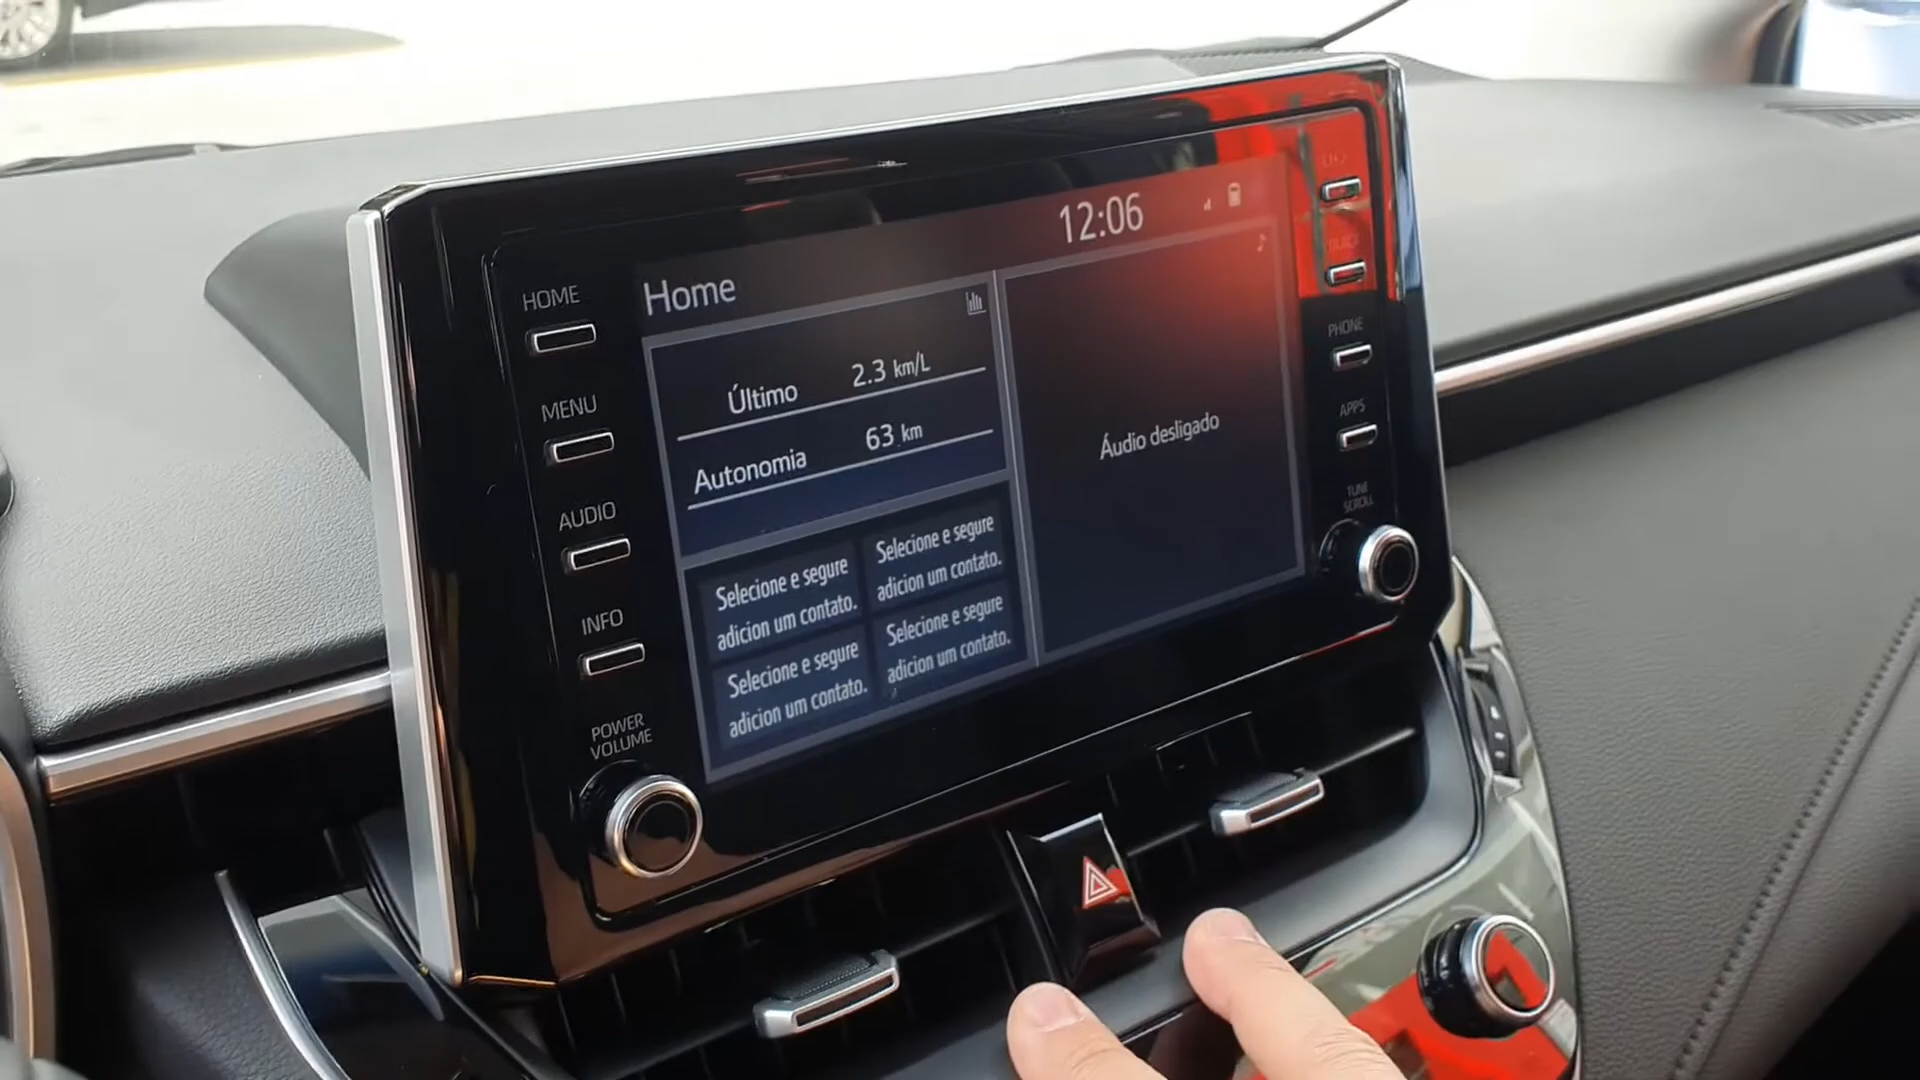 12:06
Home
HOME
MENU
AUDIO
INFO
POWER
VOLUME
Último 2.3 km/L
Autonomia 63 km
Selecione e segure
adicion um contato.
Selecione e segure
adicion um contato.
Selecione e segure
adicion um contato.
Selecione e segure
adicion um contato.
Áudio desligado
TRACK
PHONE
APPS
TUNE
SCROLL